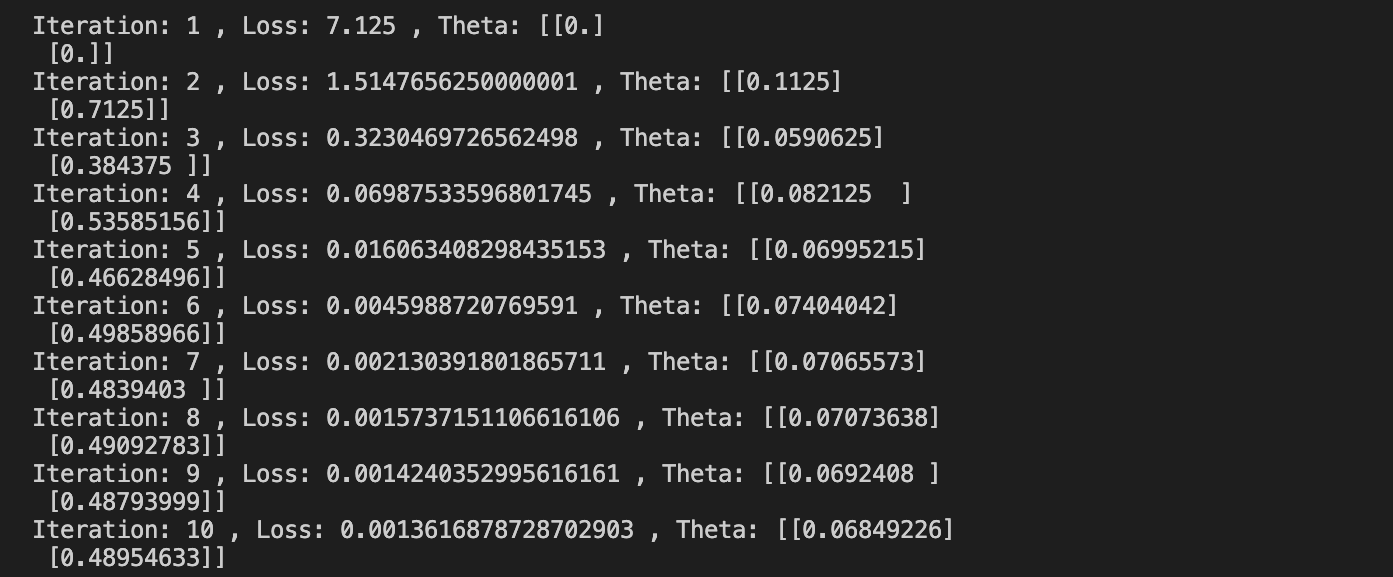 Iteration: 1 , Loss: 7.125 , Theta: [[0.]
[0.]]
Iteration: 2 , Loss: 1.5147656250000001 , Theta: [[0.1125]
[0.7125]]
Iteration: 3 , Loss: 0.3230469726562498 , Theta: [[0.0590625]
[0.384375 ]]
Iteration: 4 , Loss: 0.06987533596801745 , Theta: [[0.082125  ]
[0.53585156]]
Iteration: 5 , Loss: 0.016063408298435153 , Theta: [[0.06995215]
[0.46628496]]
Iteration: 6 , Loss: 0.0045988720769591 , Theta: [[0.07404042]
[0.49858966]]
Iteration: 7 , Loss: 0.002130391801865711 , Theta: [[0.07065573]
[0.4839403 ]]
Iteration: 8 , Loss: 0.0015737151106616106 , Theta: [[0.07073638]
[0.49092783]]
Iteration: 9 , Loss: 0.0014240352995616161 , Theta: [[0.0692408 ]
[0.48793999]]
Iteration: 10 , Loss: 0.0013616878728702903 , Theta: [[0.06849226]
[0.48954633]]